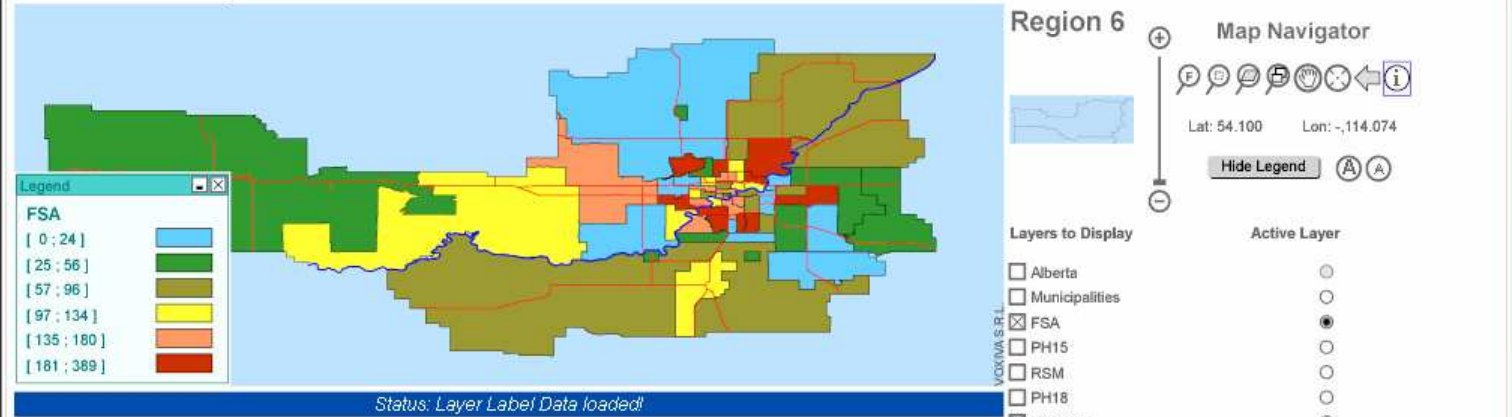 Region 6
Map Navigator
F
i
Lat: 54.100 Lon: -,114.074
Hide Legend A A
Legend
FSA
[ 0 ; 24 ]
[ 25 ; 56 ]
[ 57 ; 96 ]
[ 97 ; 134 ]
[ 135 ; 180 ]
[ 181 ; 389 ]
VOXIVA S.R.L.
Layers to Display Active Layer
Alberta
Municipalities
FSA
PH15
RSM
PH18
Status: Layer Label Data loaded!